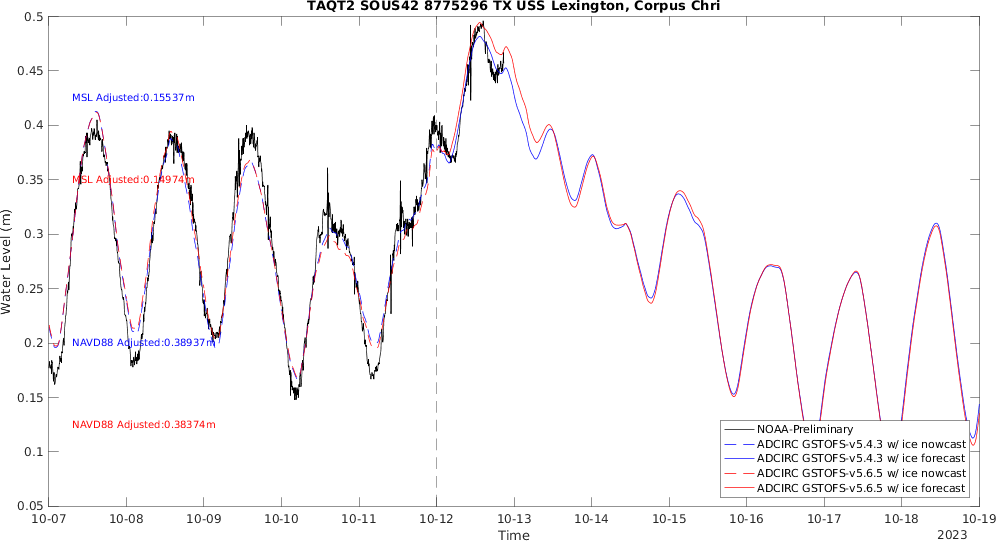 TAQT2 SOUS42 8775296 TX USS Lexington, Corpus Chri
0.5
0.45
0.4
0.35
0.3
0.25
0.2
0.15
0.1
0.05
Water Level (m)
MSL Adjusted:0.15537m
MSL Adjusted:0.14974m
NAVD88 Adjusted:0.38937m
NAVD88 Adjusted:0.38374m
NOAA-Preliminary
ADCIRC GSTOFS-v5.4.3 w/ ice nowcast
ADCIRC GSTOFS-v5.4.3 w/ ice forecast
ADCIRC GSTOFS-v5.6.5 w/ ice nowcast
ADCIRC GSTOFS-v5.6.5 w/ ice forecast
10-07 10-08 10-09 10-10 10-11 10-12 10-13 10-14 10-15 10-16 10-17 10-18 10-19
Time
2023